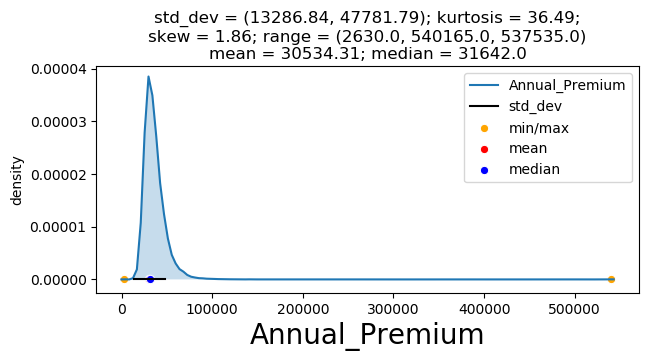 std_dev = (13286.84, 47781.79); kurtosis = 36.49;
skew = 1.86; range = (2630.0, 540165.0, 537535.0)
mean = 30534.31; median = 31642.0
0.00004
0.00003
0.00002
0.00001
0.00000
density
Annual_Premium
std_dev
min/max
mean
median
0 100000 200000 300000 400000 500000
Annual_Premium